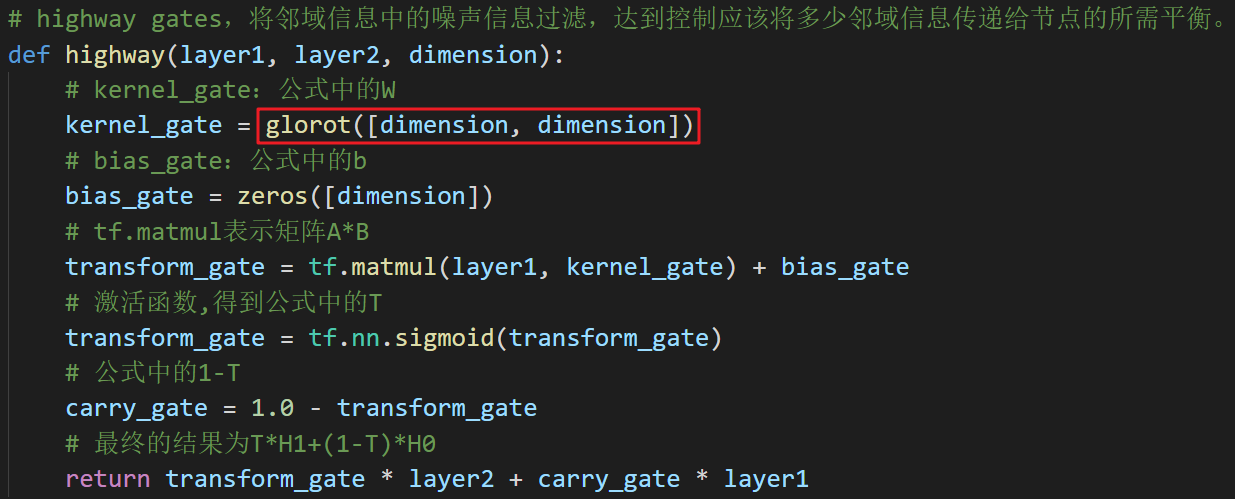 # highway gates，将邻域信息中的噪声信息过滤，达到控制应该将多少邻域信息传递给节点的所需平衡。
def highway(layer1, layer2, dimension):
    # kernel_gate：公式中的W
    kernel_gate = glorot([dimension, dimension])
    # bias_gate：公式中的b
    bias_gate = zeros([dimension])
    # tf.matmul表示矩阵A*B
    transform_gate = tf.matmul(layer1, kernel_gate) + bias_gate
    # 激活函数,得到公式中的T
    transform_gate = tf.nn.sigmoid(transform_gate)
    # 公式中的1-T
    carry_gate = 1.0 - transform_gate
    # 最终的结果为T*H1+(1-T)*H0
    return transform_gate * layer2 + carry_gate * layer1